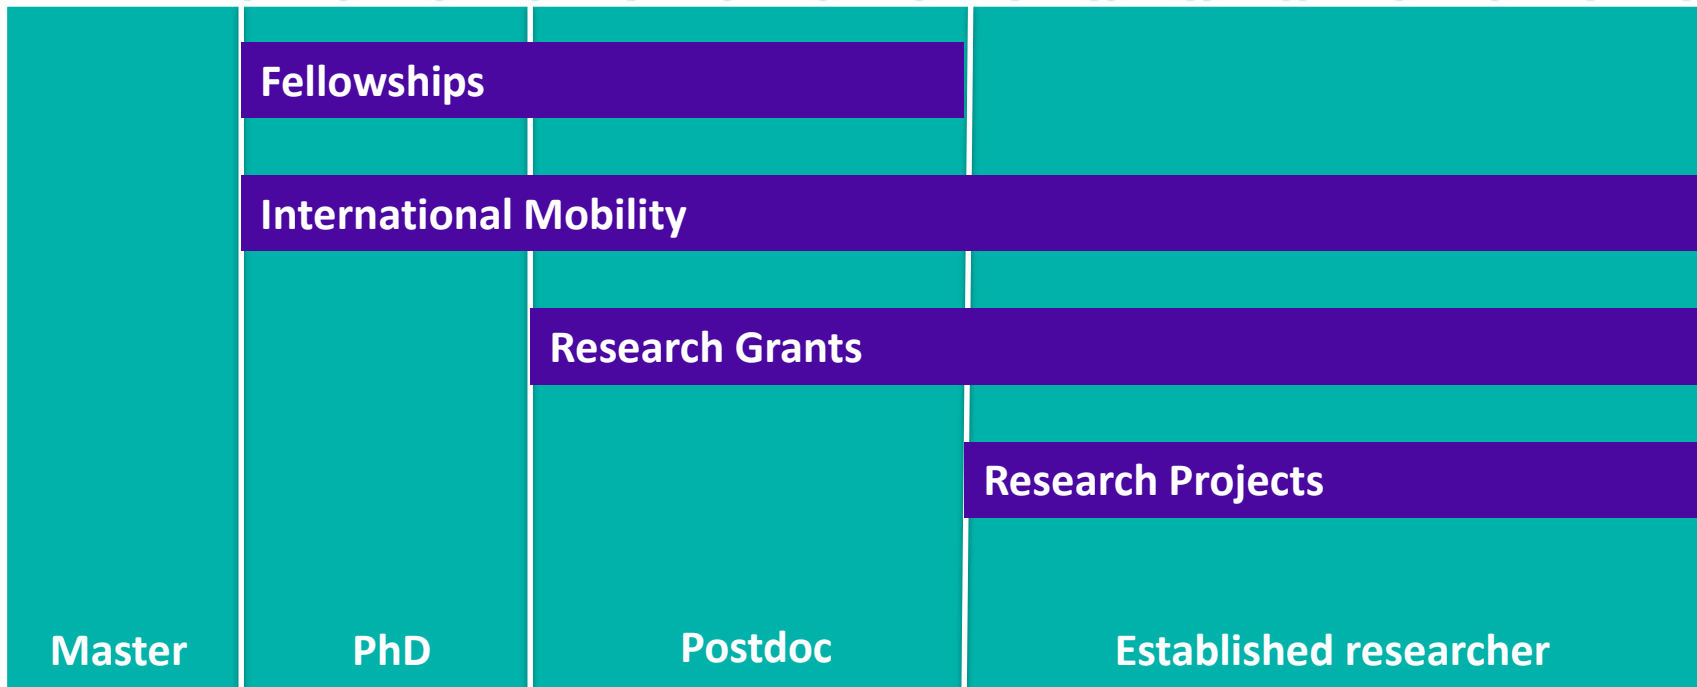 Fellowships
International Mobility
Research Grants
Research Projects
Master
PhD
Postdoc
Established researcher